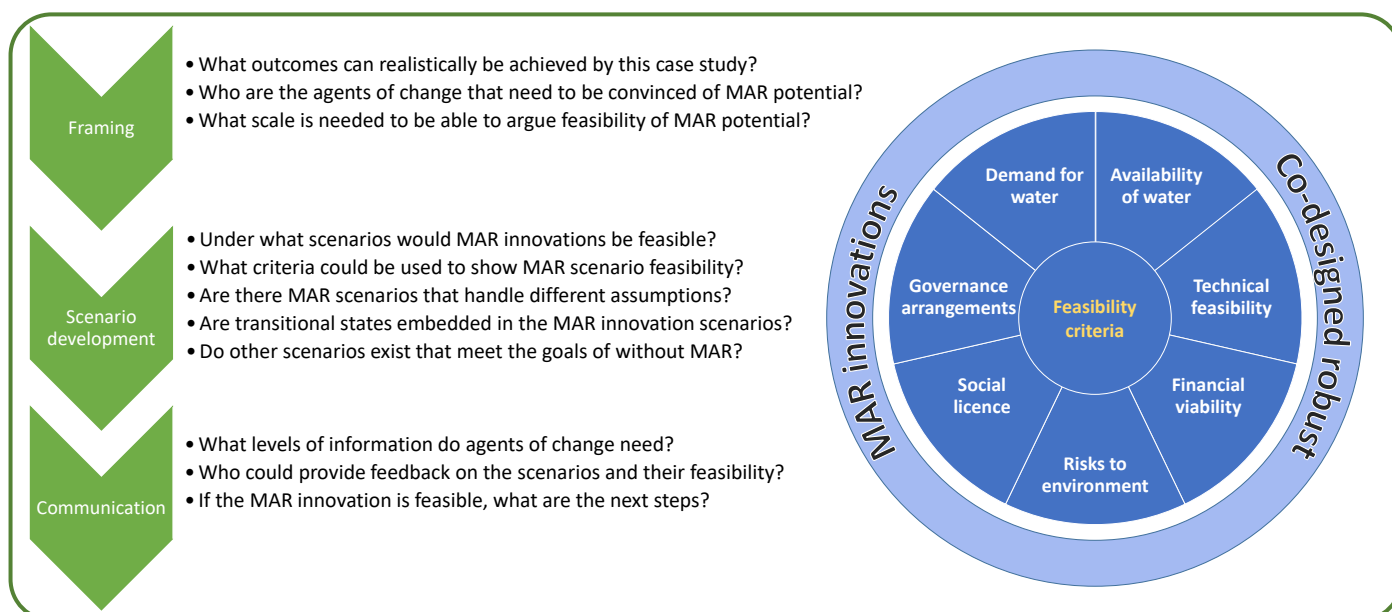 Framing
• What outcomes can realistically be achieved by this case study?
• Who are the agents of change that need to be convinced of MAR potential?
• What scale is needed to be able to argue feasibility of MAR potential?
Scenario
development
• Under what scenarios would MAR innovations be feasible?
• What criteria could be used to show MAR scenario feasibility?
• Are there MAR scenarios that handle different assumptions?
• Are transitional states embedded in the MAR innovation scenarios?
• Do other scenarios exist that meet the goals of without MAR?
Communication
• What levels of information do agents of change need?
• Who could provide feedback on the scenarios and their feasibility?
• If the MAR innovation is feasible, what are the next steps?
Co-designed robust
MAR innovations
Demand for
water
Availability
of water
Governance
arrangements
Feasibility
criteria
Technical
feasibility
Social
licence
Financial
viability
Risks to
environment